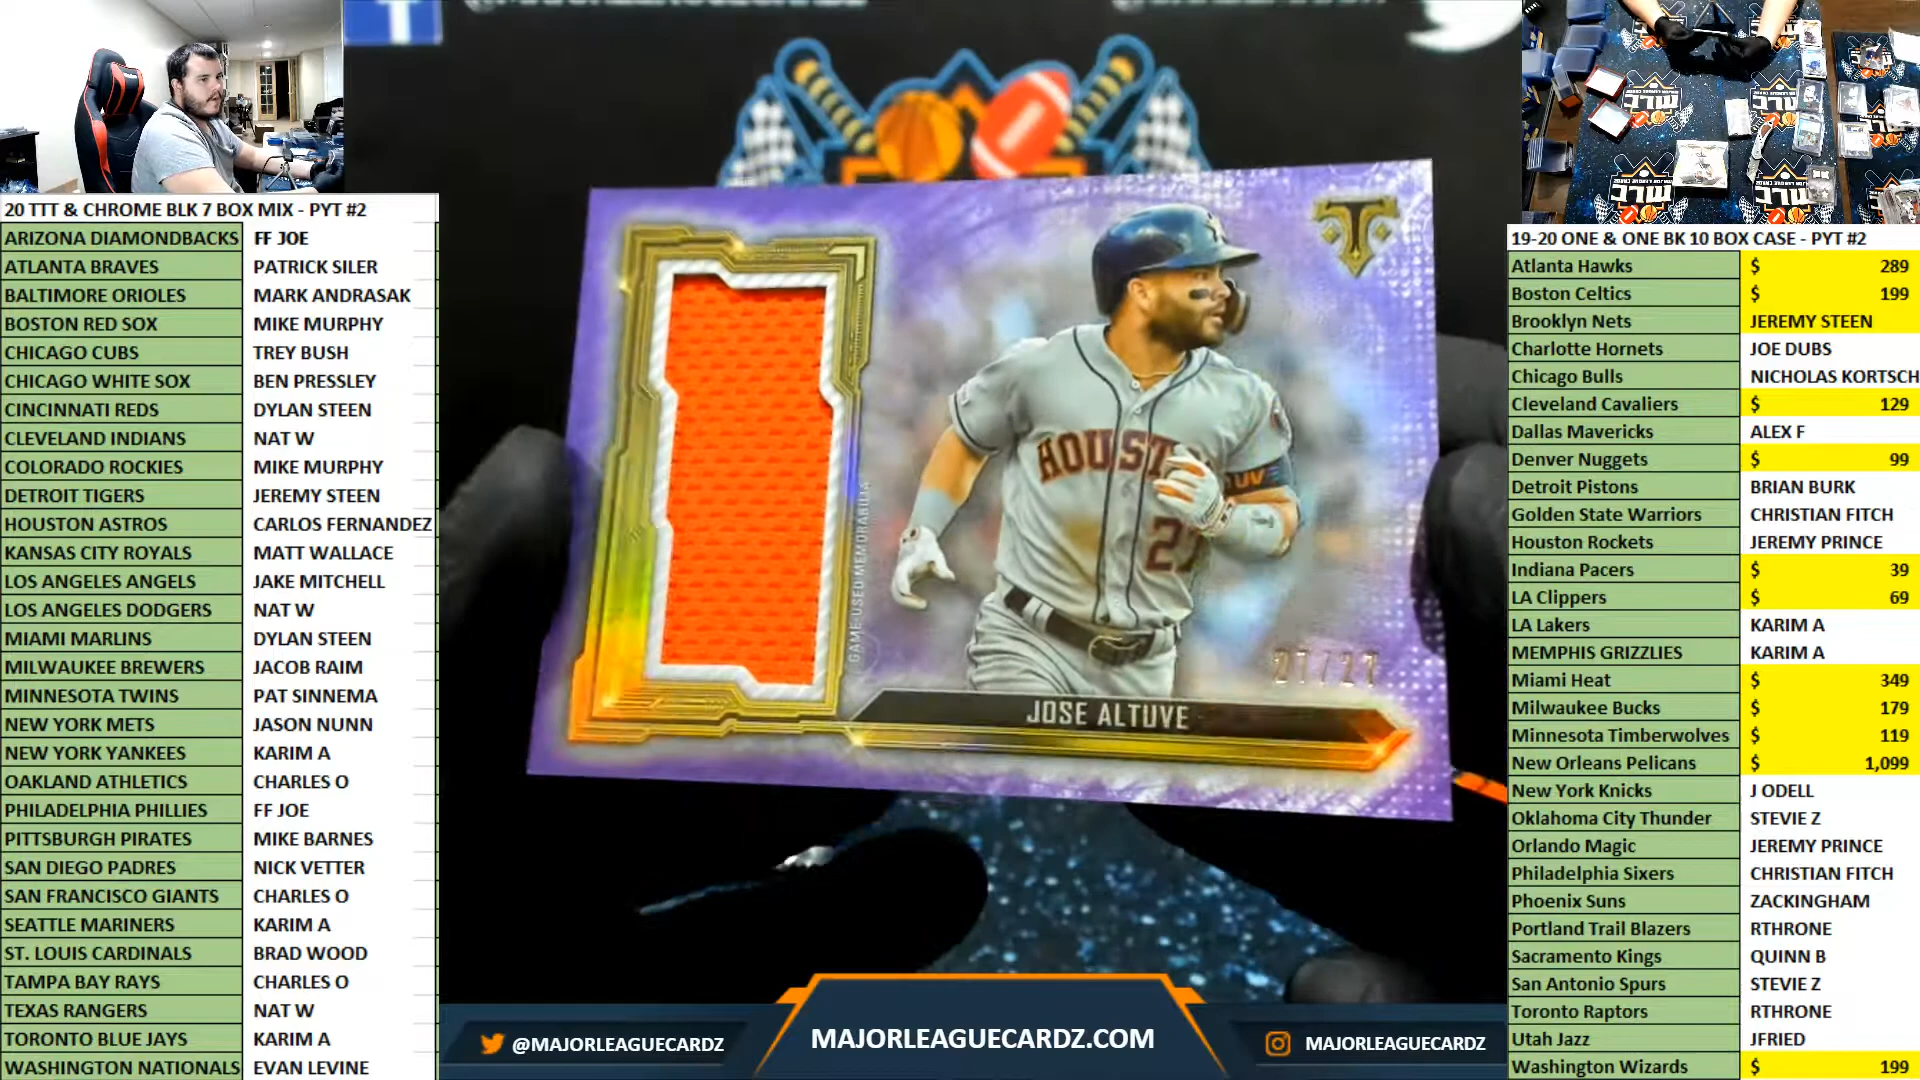 20 TTT & CHROME BLK 7 BOX MIX - PYT #2
ARIZONA DIAMONDBACKS FF JOE
ATLANTA BRAVES PATRICK SILER
BALTIMORE ORIOLES MARK ANDRASAK
BOSTON RED SOX MIKE MURPHY
CHICAGO CUBS TREY BUSH
CHICAGO WHITE SOX BEN PRESSLEY
CINCINNATI REDS DYLAN STEEN
CLEVELAND INDIANS NAT W
COLORADO ROCKIES MIKE MURPHY
DETROIT TIGERS JEREMY STEEN
HOUSTON ASTROS CARLOS FERNANDEZ
KANSAS CITY ROYALS MATT WALLACE
LOS ANGELES ANGELS JAKE MITCHELL
LOS ANGELES DODGERS NAT W
MIAMI MARLINS DYLAN STEEN
MILWAUKEE BREWERS JACOB RAIM
MINNESOTA TWINS PAT SINNEMA
NEW YORK METS JASON NUNN
NEW YORK YANKEES KARIM A
OAKLAND ATHLETICS CHARLES O
PHILADELPHIA PHILLIES FF JOE
PITTSBURGH PIRATES MIKE BARNES
SAN DIEGO PADRES NICK VETTER
SAN FRANCISCO GIANTS CHARLES O
SEATTLE MARINERS KARIM A
ST. LOUIS CARDINALS BRAD WOOD
TAMPA BAY RAYS CHARLES O
TEXAS RANGERS NAT W
TORONTO BLUE JAYS KARIM A
WASHINGTON NATIONALS EVAN LEVINE
T
GAME-USED MEMORABILIA
HOUST
27
27/27
JOSE ALTUVE
@MAJORLEAGUECARDZ
MAJORLEAGUECARDZ.COM
MAJORLEAGUECARDZ
19-20 ONE & ONE BK 10 BOX CASE - PYT #2
Atlanta Hawks $ 289
Boston Celtics $ 199
Brooklyn Nets JEREMY STEEN
Charlotte Hornets JOE DUBS
Chicago Bulls NICHOLAS KORTSCH
Cleveland Cavaliers $ 129
Dallas Mavericks ALEX F
Denver Nuggets $ 99
Detroit Pistons BRIAN BURK
Golden State Warriors CHRISTIAN FITCH
Houston Rockets JEREMY PRINCE
Indiana Pacers $ 39
LA Clippers $ 69
LA Lakers KARIM A
MEMPHIS GRIZZLIES KARIM A
Miami Heat $ 349
Milwaukee Bucks $ 179
Minnesota Timberwolves $ 119
New Orleans Pelicans $ 1,099
New York Knicks J ODELL
Oklahoma City Thunder STEVIE Z
Orlando Magic JEREMY PRINCE
Philadelphia Sixers CHRISTIAN FITCH
Phoenix Suns ZACKINGHAM
Portland Trail Blazers RTHRONE
Sacramento Kings QUINN B
San Antonio Spurs STEVIE Z
Toronto Raptors RTHRONE
Utah Jazz JFRIED
Washington Wizards $ 199